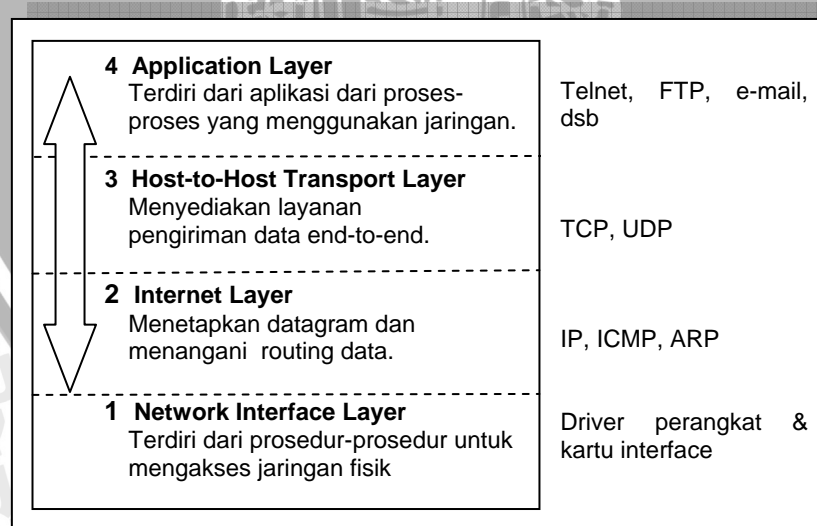 4 Application Layer
Terdiri dari aplikasi dari proses-
proses yang menggunakan jaringan.
Telnet, FTP, e-mail,
dsb
3 Host-to-Host Transport Layer
Menyediakan layanan
pengiriman data end-to-end.
TCP, UDP
2 Internet Layer
Menetapkan datagram dan
menangani routing data.
IP, ICMP, ARP
1 Network Interface Layer
Terdiri dari prosedur-prosedur untuk
mengakses jaringan fisik
Driver perangkat &
kartu interface